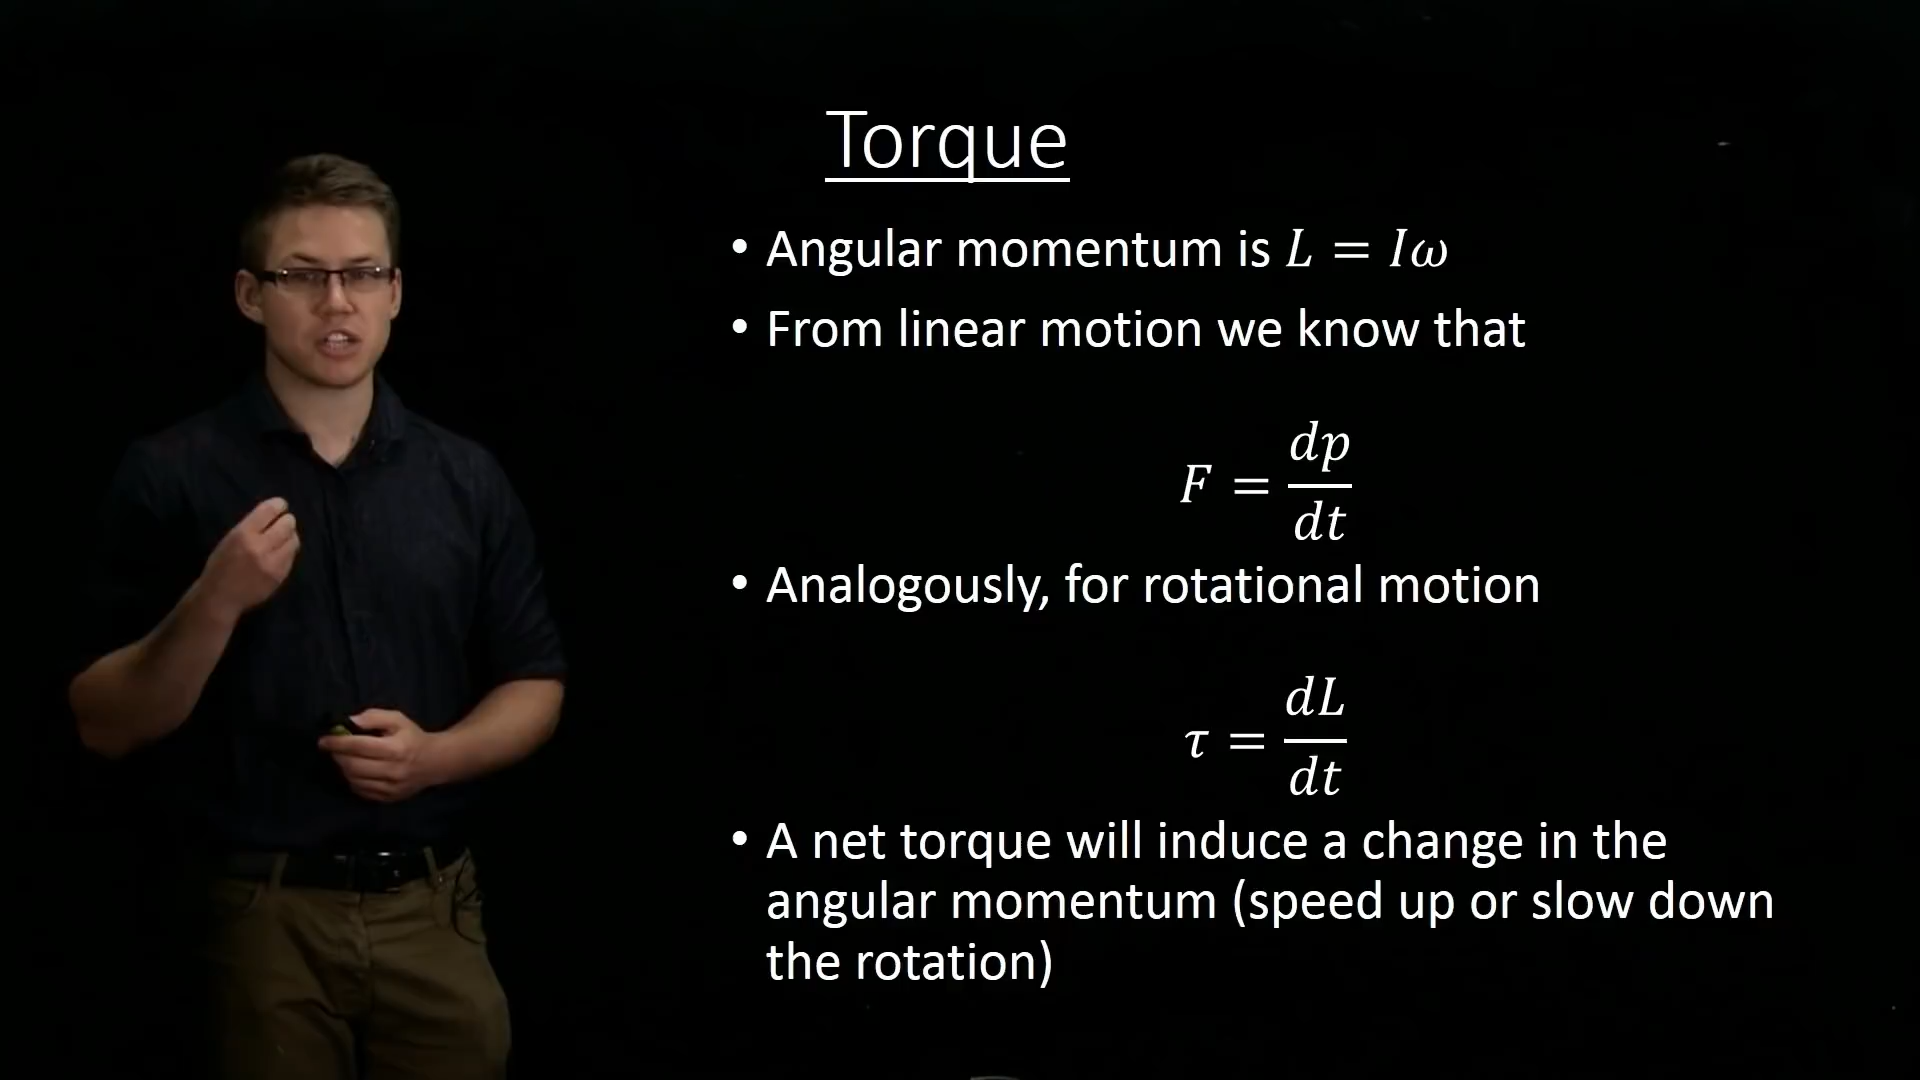 Torque
• Angular momentum is L = Iω
• From linear motion we know that
F = dp/dt
• Analogously, for rotational motion
τ = dL/dt
• A net torque will induce a change in the
angular momentum (speed up or slow down
the rotation)